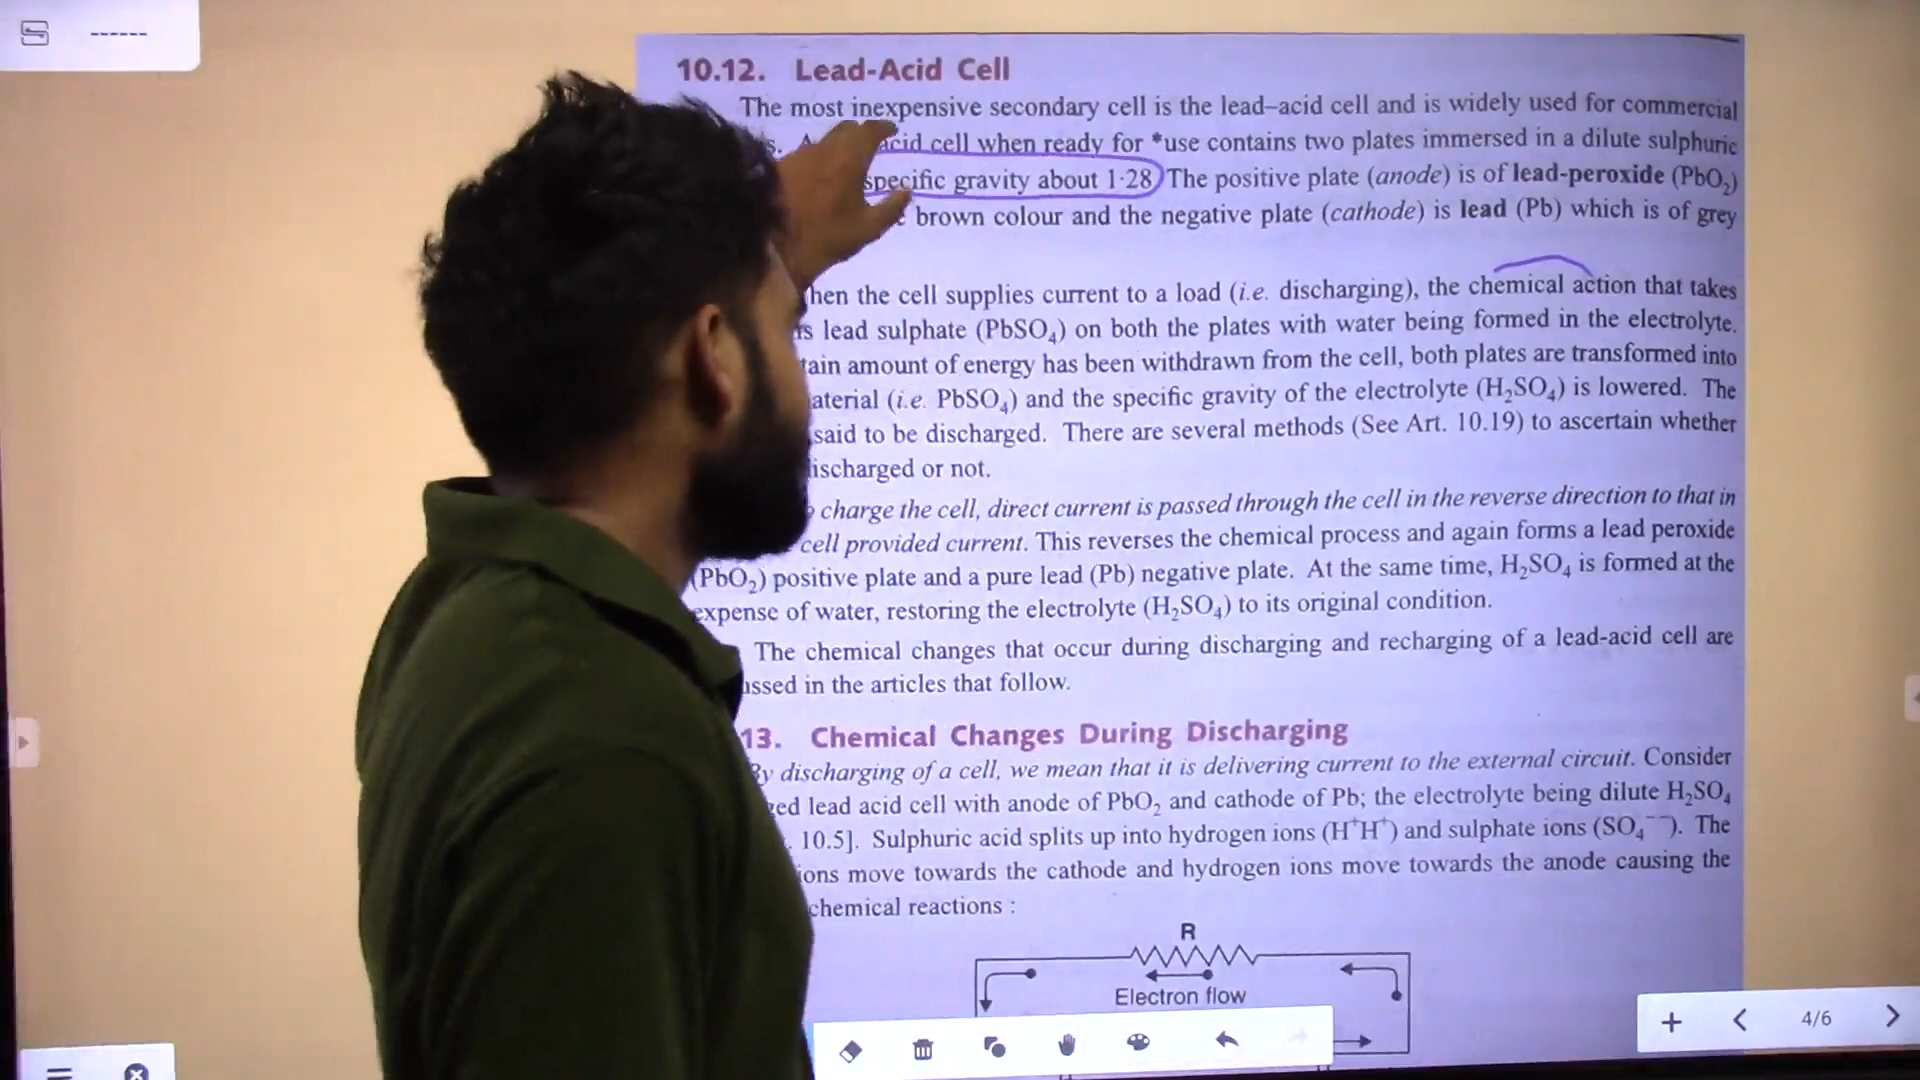 ------
10.12. Lead-Acid Cell
The most inexpensive secondary cell is the lead–acid cell and is widely used for commercial
acid cell when ready for *use contains two plates immersed in a dilute sulphuric
specific gravity about 1·28 The positive plate (anode) is of lead-peroxide (PbO₂)
brown colour and the negative plate (cathode) is lead (Pb) which is of grey
hen the cell supplies current to a load (i.e. discharging), the chemical action that takes
lead sulphate (PbSO₄) on both the plates with water being formed in the electrolyte.
tain amount of energy has been withdrawn from the cell, both plates are transformed into
aterial (i.e. PbSO₄) and the specific gravity of the electrolyte (H₂SO₄) is lowered. The
said to be discharged. There are several methods (See Art. 10.19) to ascertain whether
ischarged or not.
charge the cell, direct current is passed through the cell in the reverse direction to that in
cell provided current. This reverses the chemical process and again forms a lead peroxide
(PbO₂) positive plate and a pure lead (Pb) negative plate. At the same time, H₂SO₄ is formed at the
expense of water, restoring the electrolyte (H₂SO₄) to its original condition.
The chemical changes that occur during discharging and recharging of a lead-acid cell are
ussed in the articles that follow.
13. Chemical Changes During Discharging
By discharging of a cell, we mean that it is delivering current to the external circuit. Consider
ged lead acid cell with anode of PbO₂ and cathode of Pb; the electrolyte being dilute H₂SO₄
10.5]. Sulphuric acid splits up into hydrogen ions (H⁺H⁺) and sulphate ions (SO₄⁻⁻). The
ions move towards the cathode and hydrogen ions move towards the anode causing the
chemical reactions :
R
Electron flow
4/6